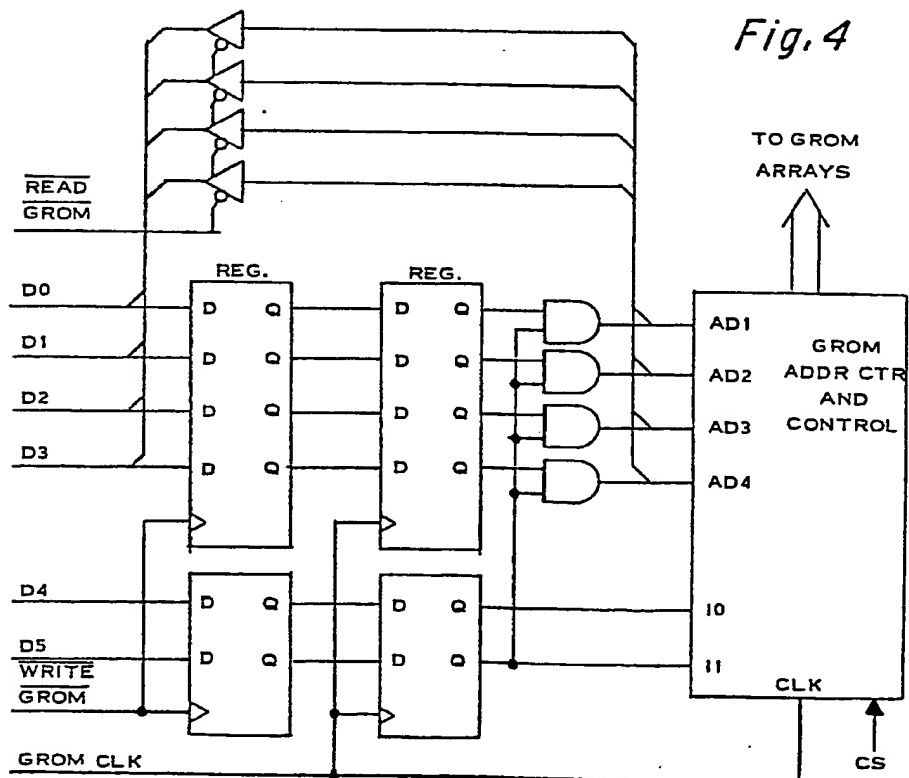 Fig. 4
TO GROM
ARRAYS
READ
GROM
REG.
REG.
D0
D Q
D Q
AD1
D1
D Q
D Q
AD2
D2
D Q
D Q
AD3
D3
D Q
D Q
AD4
GROM
ADDR CTR
AND
CONTROL
D4
D Q
D Q
I0
D5
D Q
D Q
I1
WRITE
GROM
CLK
GROM CLK
CS